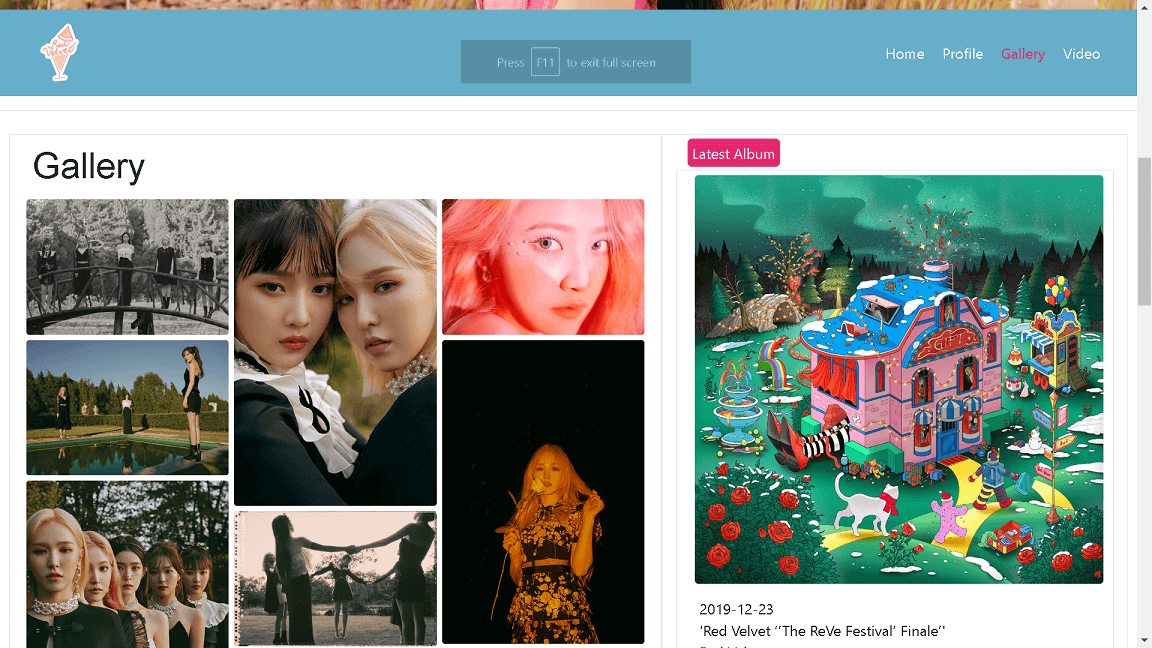 Red
Velvet
Press F11 to exit full screen
Home Profile Gallery Video
Gallery
Latest Album
GIFT
2019-12-23
'Red Velvet ‘‘The ReVe Festival’ Finale’'